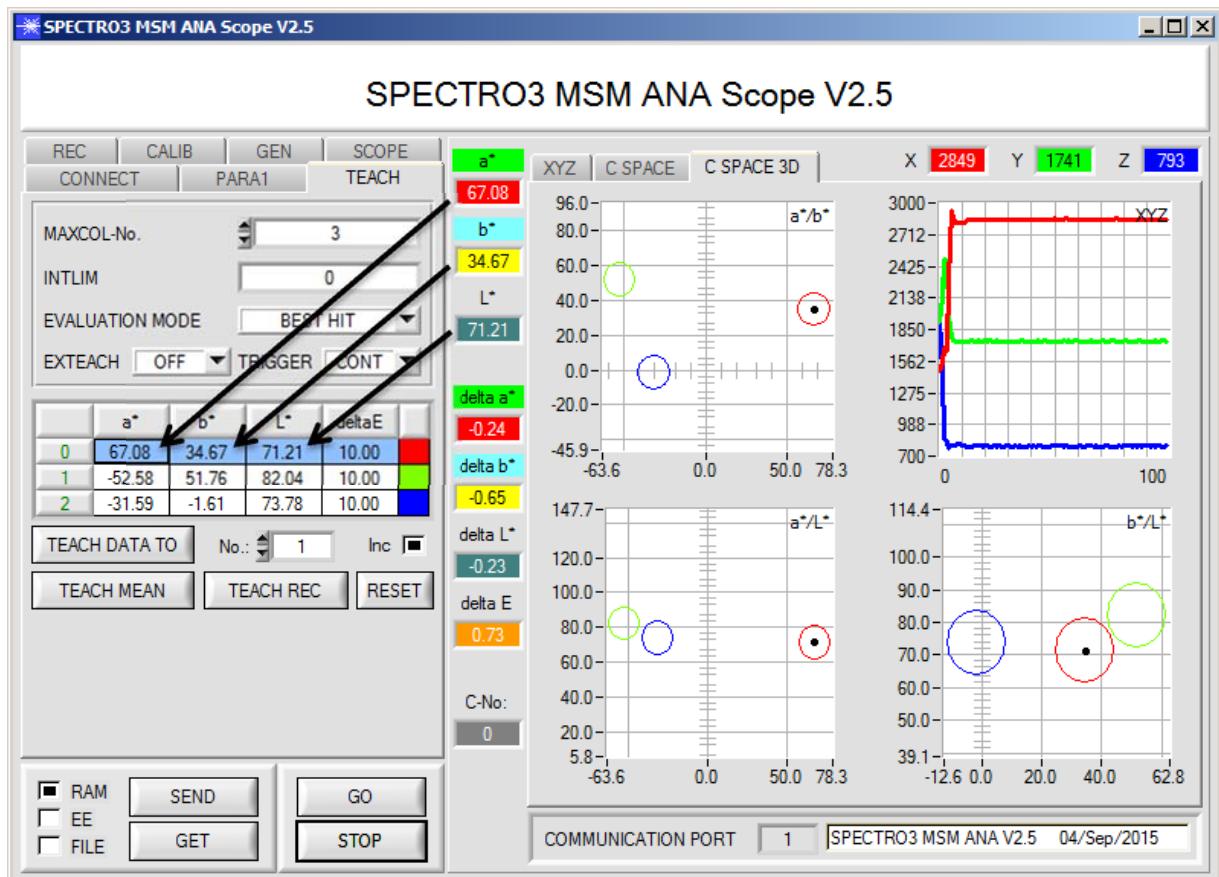 SPECTRO3 MSM ANA Scope V2.5
SPECTRO3 MSM ANA Scope V2.5
REC CALIB GEN SCOPE
CONNECT PARA1 TEACH
MAXCOL-No. 3
INTLIM 0
EVALUATION MODE BEST HIT
EXTEACH OFF TRIGGER CONT
a* b* L* deltaE
0 67.08 34.67 71.21 10.00
1 -52.58 51.76 82.04 10.00
2 -31.59 -1.61 73.78 10.00
TEACH DATA TO No.: 1 Inc
TEACH MEAN TEACH REC RESET
RAM SEND GO
EE
FILE GET STOP
a*
67.08
b*
34.67
L*
71.21
delta a*
-0.24
delta b*
-0.65
delta L*
-0.23
delta E
0.73
C-No:
0
XYZ C SPACE C SPACE 3D
X 2849 Y 1741 Z 793
a*/b*
96.0
80.0
60.0
40.0
20.0
0.0
-20.0
-45.9
-63.6 0.0 50.0 78.3
XYZ
3000
2712
2425
2138
1850
1562
1275
988
700
0 100
a*/L*
147.7
120.0
100.0
80.0
60.0
40.0
20.0
5.8
-63.6 0.0 50.0 78.3
b*/L*
114.4
100.0
90.0
80.0
70.0
60.0
50.0
39.1
-12.6 0.0 20.0 40.0 62.8
COMMUNICATION PORT 1 SPECTRO3 MSM ANA V2.5 04/Sep/2015